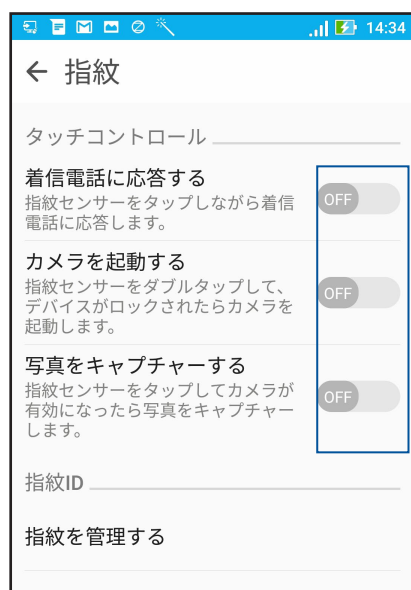 14:34
← 指紋
タッチコントロール
着信電話に応答する
指紋センサーをタップしながら着信
電話に応答します。
OFF
カメラを起動する
指紋センサーをダブルタップして、
デバイスがロックされたらカメラを
起動します。
OFF
写真をキャプチャーする
指紋センサーをタップしてカメラが
有効になったら写真をキャプチャー
します。
OFF
指紋ID
指紋を管理する